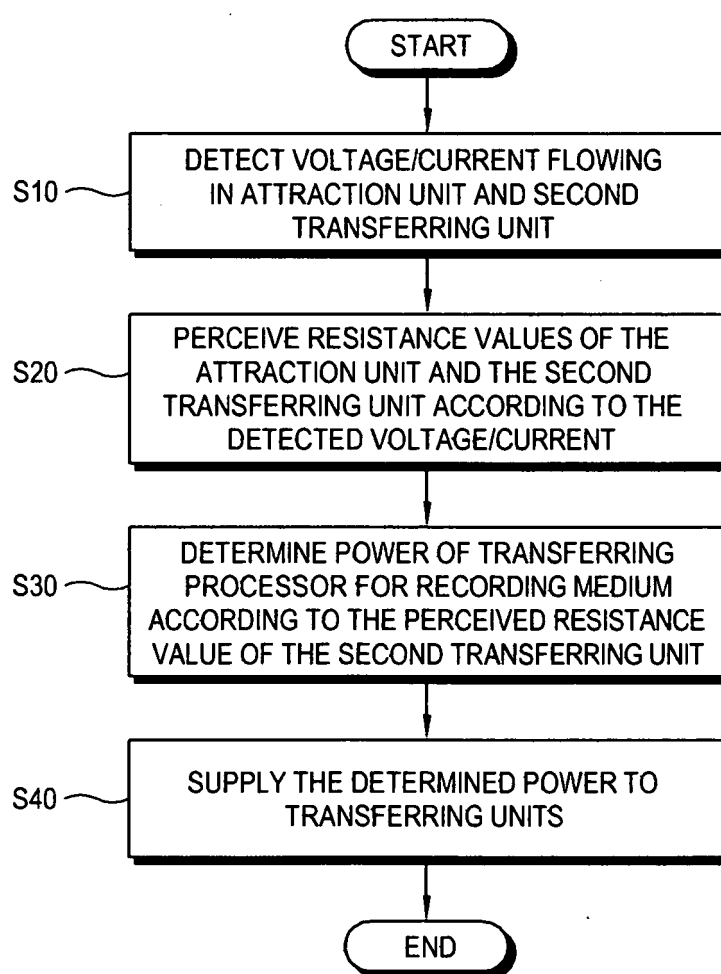 START
S10
DETECT VOLTAGE/CURRENT FLOWING
IN ATTRACTION UNIT AND SECOND
TRANSFERRING UNIT
S20
PERCEIVE RESISTANCE VALUES OF THE
ATTRACTION UNIT AND THE SECOND
TRANSFERRING UNIT ACCORDING TO THE
DETECTED VOLTAGE/CURRENT
S30
DETERMINE POWER OF TRANSFERRING
PROCESSOR FOR RECORDING MEDIUM
ACCORDING TO THE PERCEIVED RESISTANCE
VALUE OF THE SECOND TRANSFERRING UNIT
S40
SUPPLY THE DETERMINED POWER TO
TRANSFERRING UNITS
END